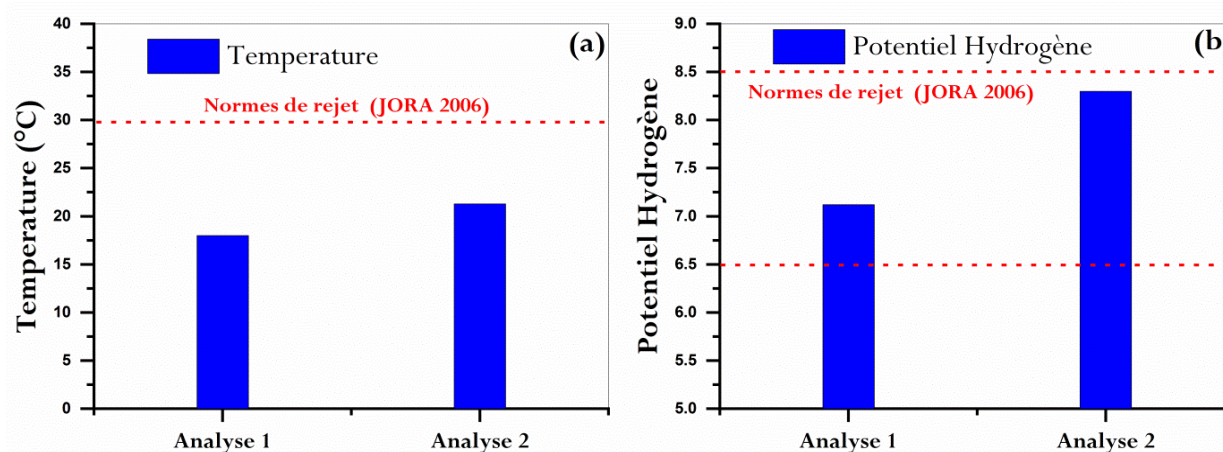 40
35
30
25
20
15
10
5
0
Temperature (°C)
Temperature
(a)
Normes de rejet (JORA 2006)
Analyse 1
Analyse 2
9.0
8.5
8.0
7.5
7.0
6.5
6.0
5.5
5.0
Potentiel Hydrogène
Potentiel Hydrogène
(b)
Normes de rejet (JORA 2006)
Analyse 1
Analyse 2